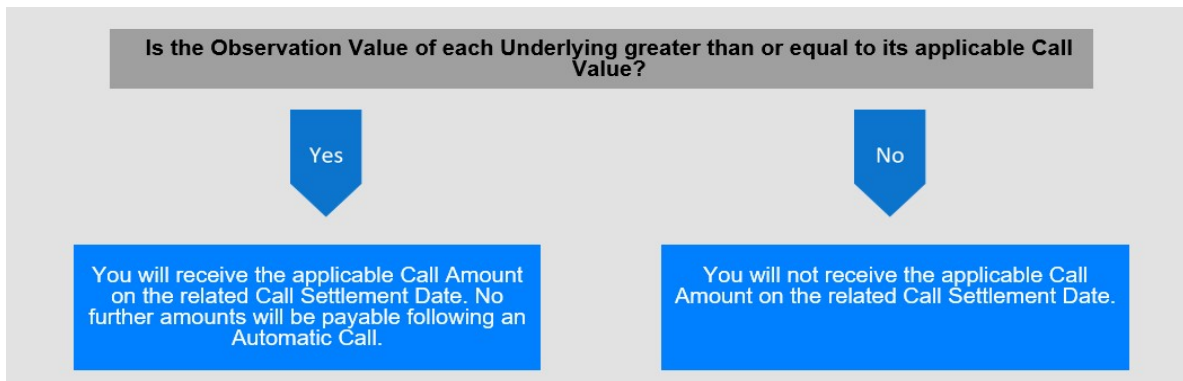 Is the Observation Value of each Underlying greater than or equal to its applicable Call
Value?
Yes
No
You will receive the applicable Call Amount
on the related Call Settlement Date. No
further amounts will be payable following an
Automatic Call.
You will not receive the applicable Call
Amount on the related Call Settlement Date.